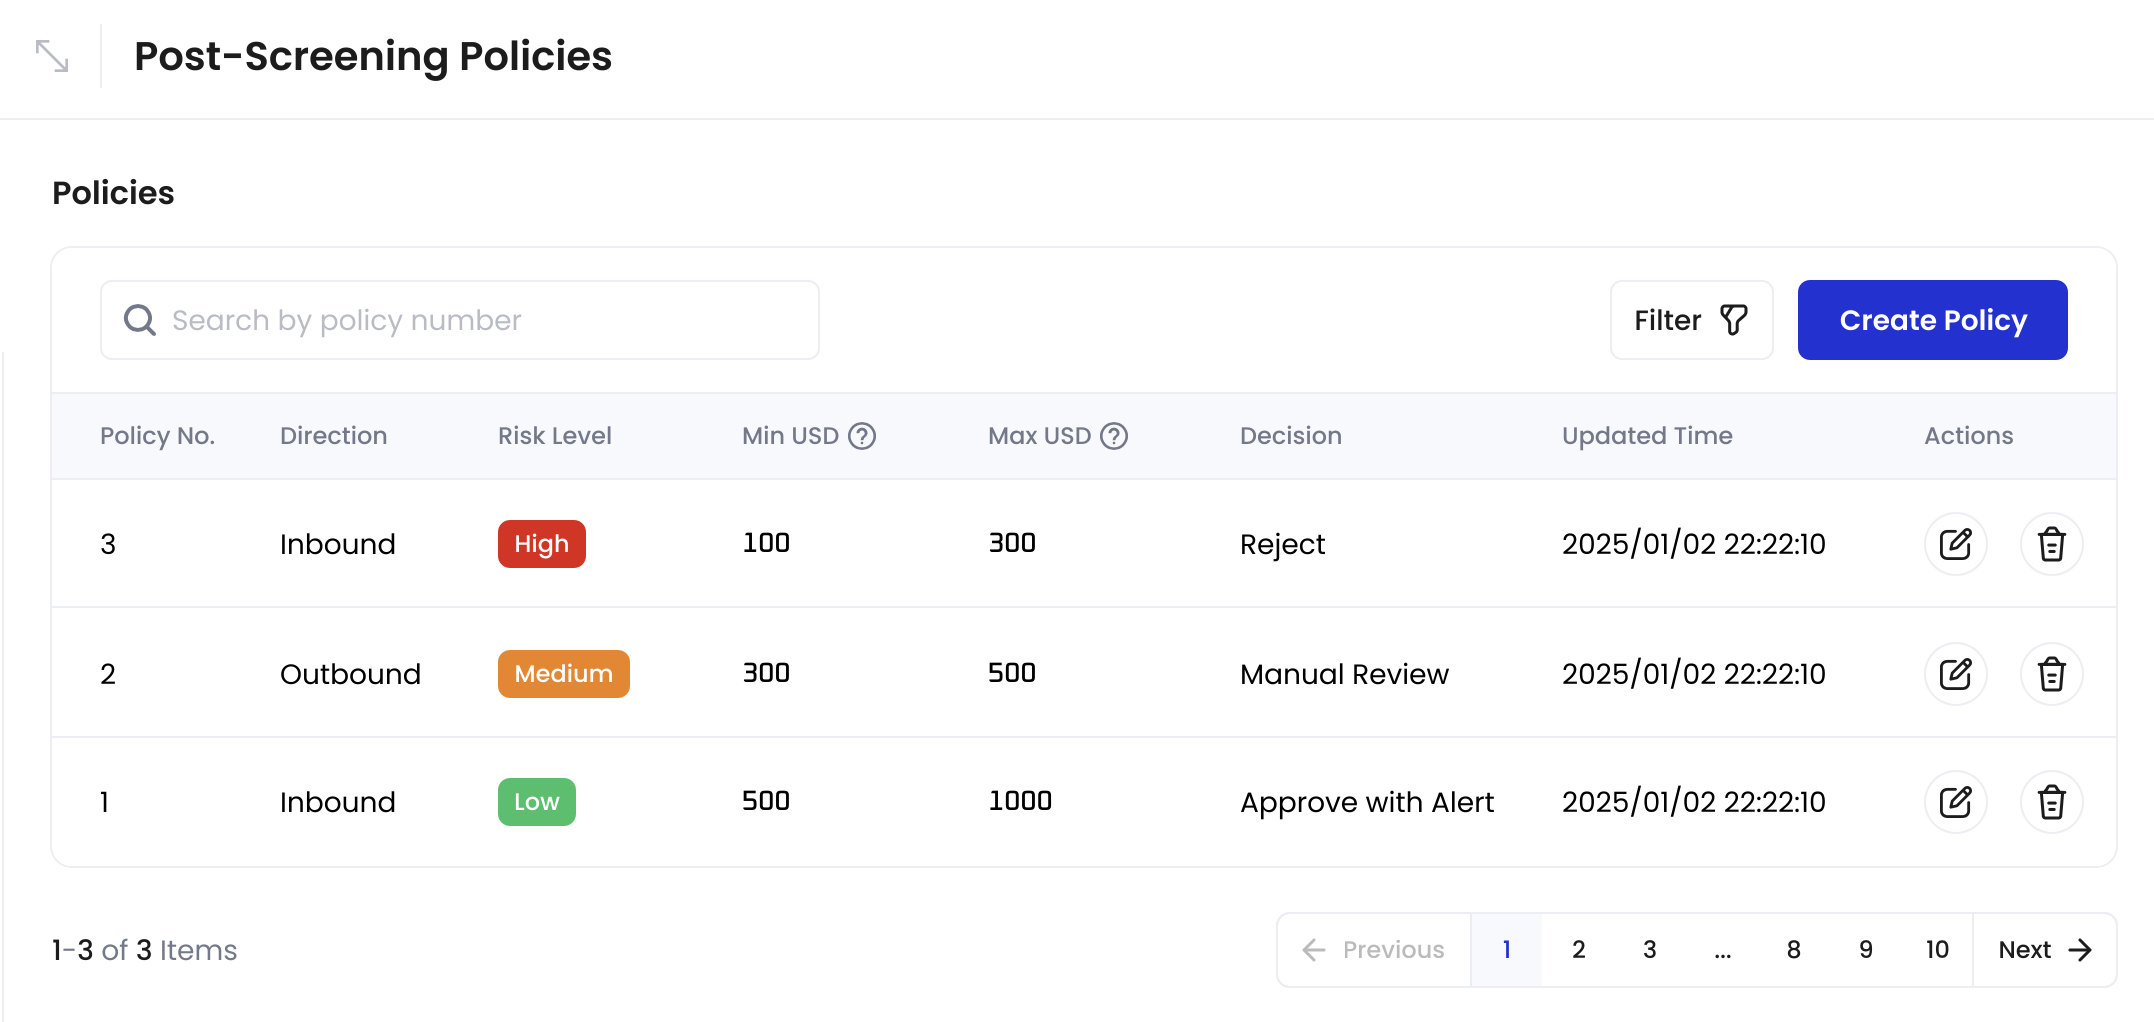 Post-Screening Policies
Policies
Search by policy number
Filter
Create Policy
Policy No. Direction Risk Level Min USD Max USD Decision Updated Time Actions
3 Inbound High 100 300 Reject 2025/01/02 22:22:10
2 Outbound Medium 300 500 Manual Review 2025/01/02 22:22:10
1 Inbound Low 500 1000 Approve with Alert 2025/01/02 22:22:10
1-3 of 3 Items
Previous 1 2 3 ... 8 9 10 Next